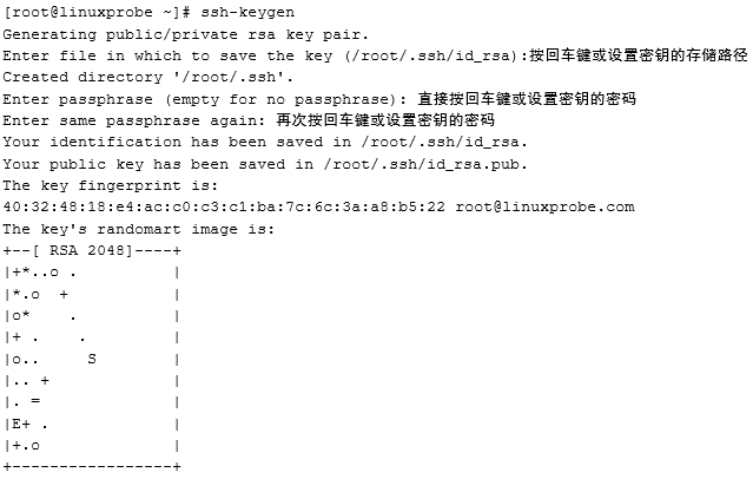 [root@linuxprobe ~]# ssh-keygen
Generating public/private rsa key pair.
Enter file in which to save the key (/root/.ssh/id_rsa):按回车键或设置密钥的存储路径
Created directory '/root/.ssh'.
Enter passphrase (empty for no passphrase): 直接按回车键或设置密钥的密码
Enter same passphrase again: 再次按回车键或设置密钥的密码
Your identification has been saved in /root/.ssh/id_rsa.
Your public key has been saved in /root/.ssh/id_rsa.pub.
The key fingerprint is:
40:32:48:18:e4:ac:c0:c3:c1:ba:7c:6c:3a:a8:b5:22 root@linuxprobe.com
The key's randomart image is:
+--[ RSA 2048]----+
|+*..o .          |
|*.o  +           |
|o*    .          |
|+ .    .         |
|o..     S        |
|.. +             |
|. =              |
|E+ .             |
|+.o              |
+-----------------+